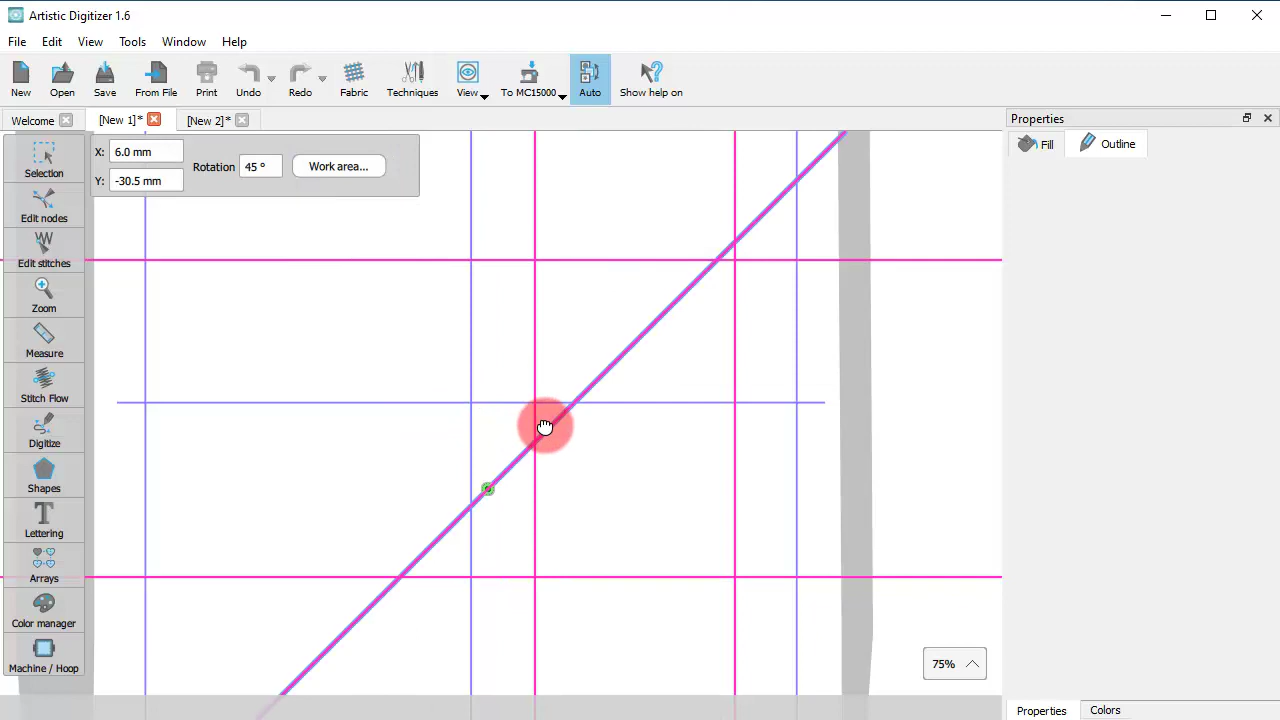 Artistic Digitizer 1.6
File Edit View Tools Window Help
New Open Save From File Print Undo Redo Fabric Techniques View To MC15000 Auto Show help on
Welcome [New 1]* [New 2]*
Properties
Fill Outline
X: 6.0 mm
Y: -30.5 mm
Rotation 45 °
Work area...
Selection
Edit nodes
Edit stitches
Zoom
Measure
Stitch Flow
Digitize
Shapes
Lettering
Arrays
Color manager
Machine / Hoop
75%
Properties Colors